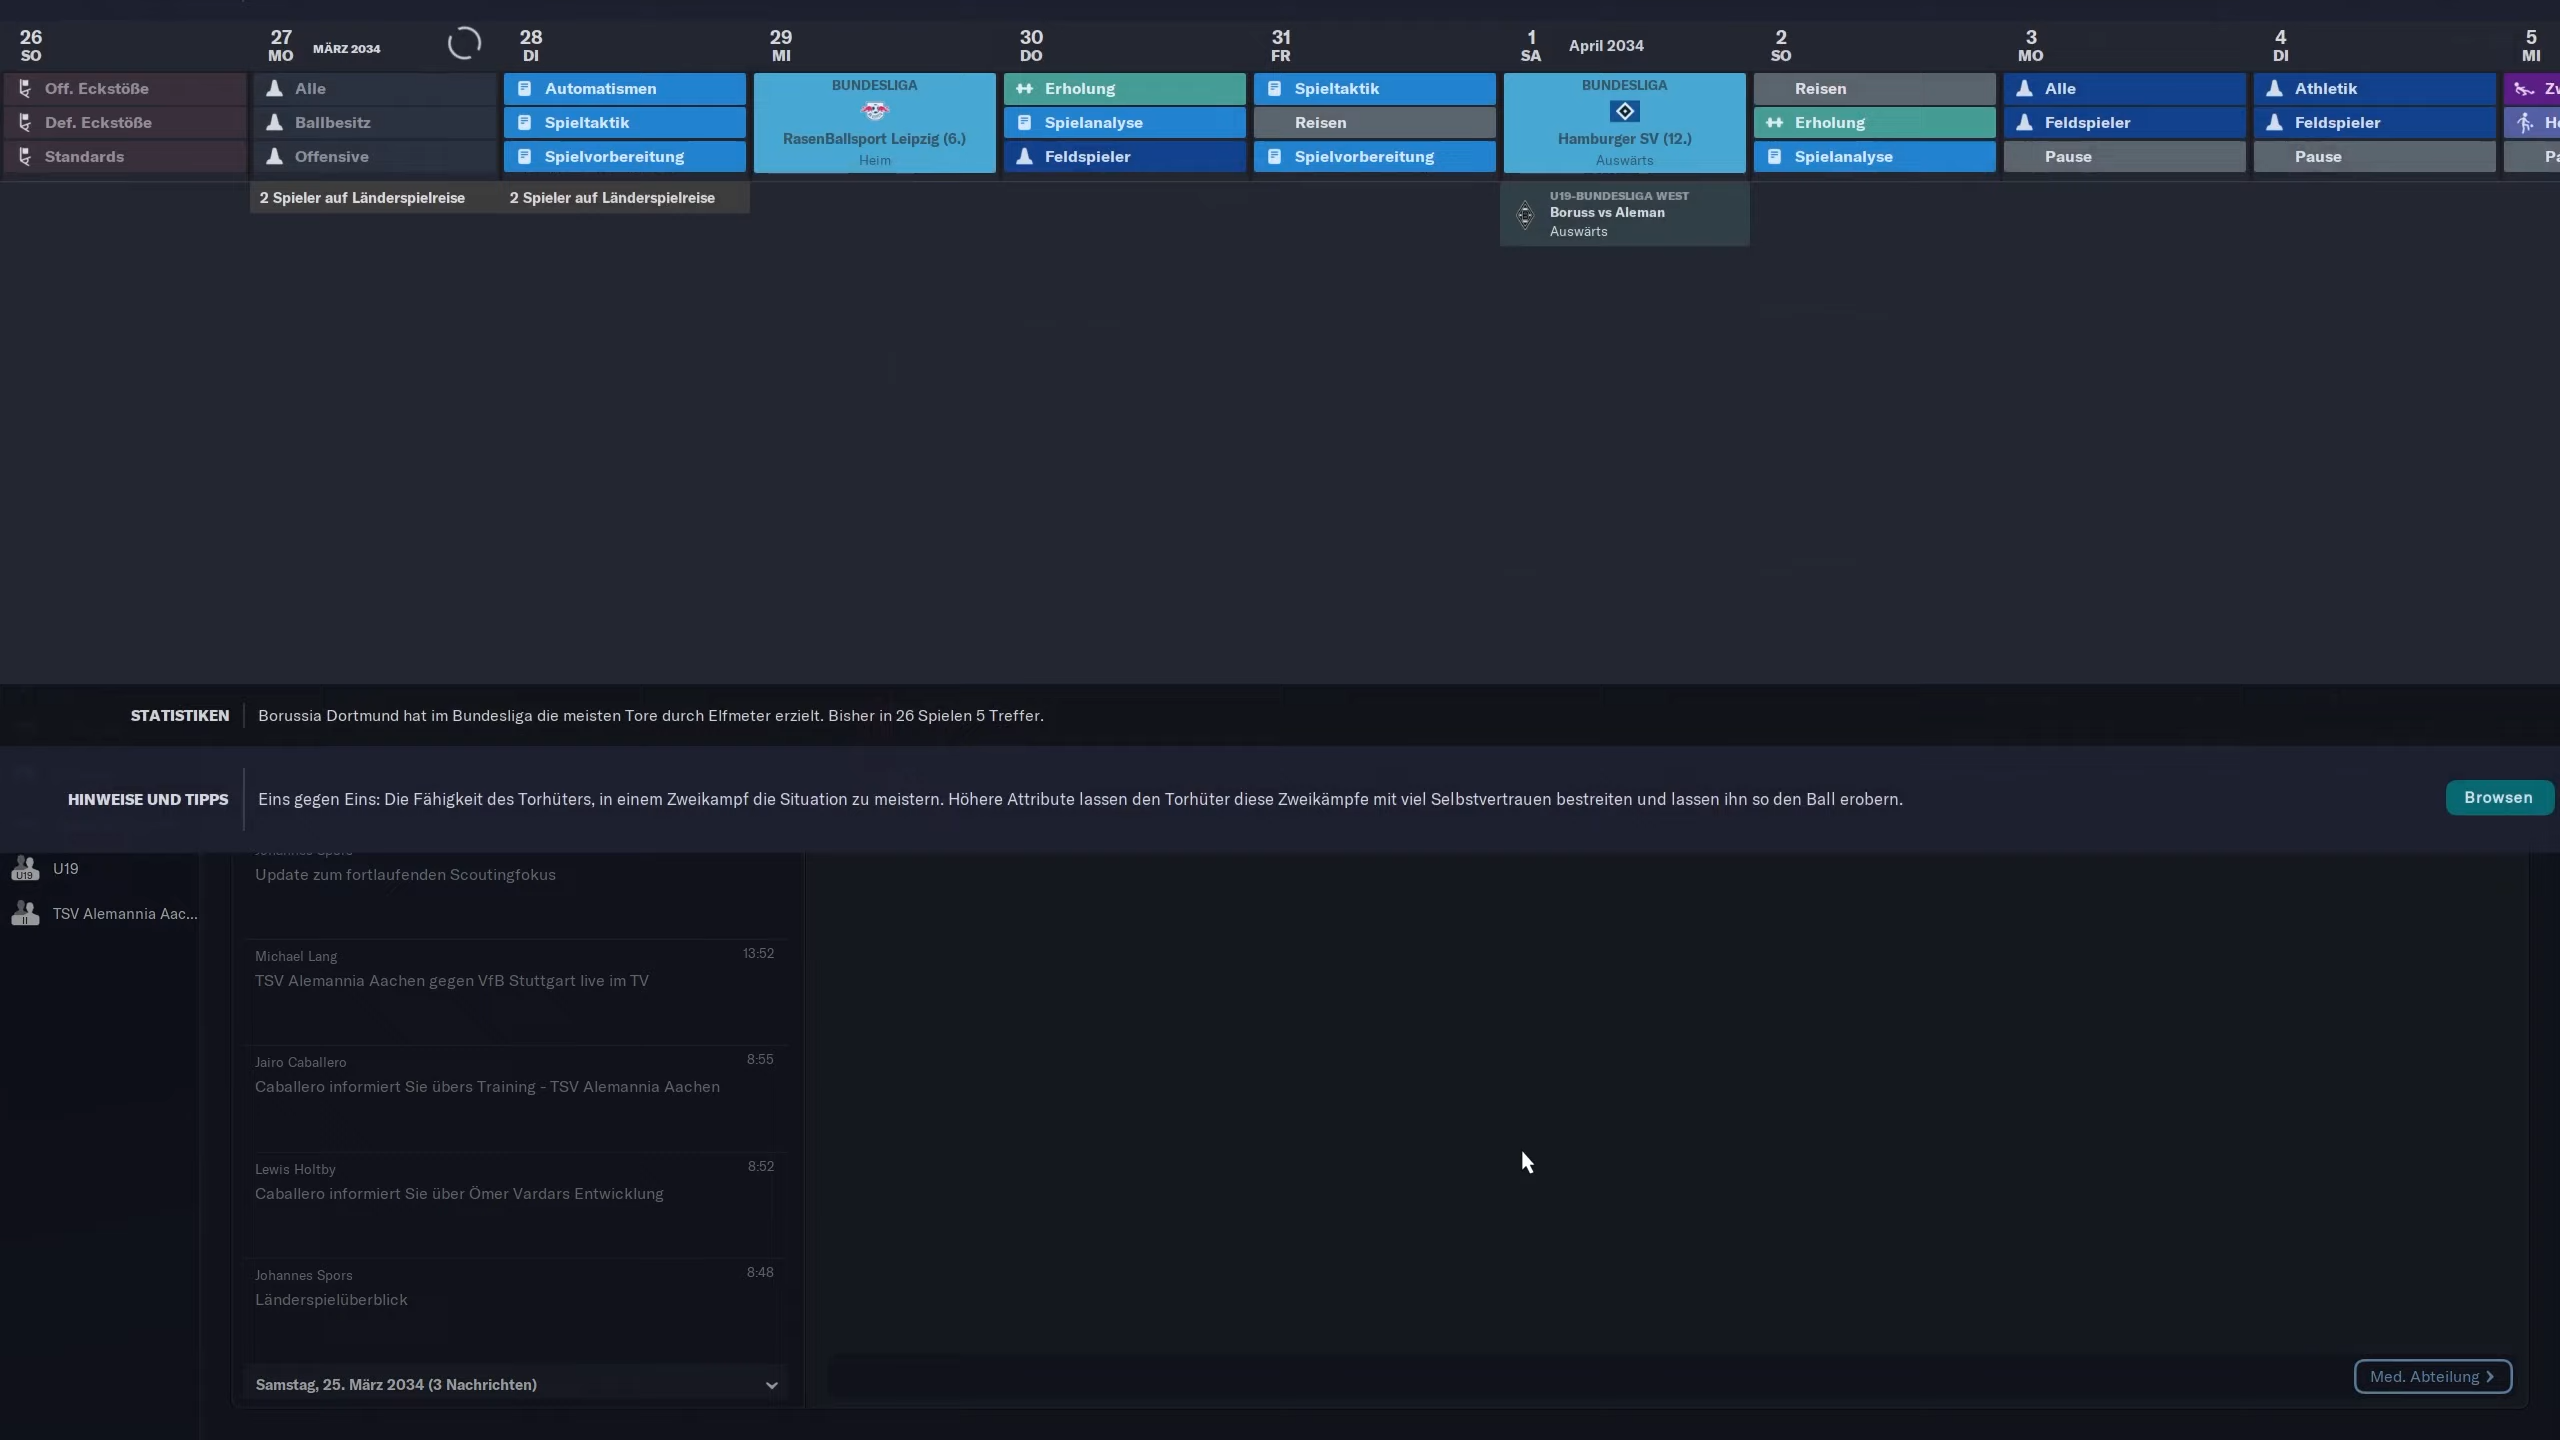 26
SO
27
MO
MÄRZ 2034
28
DI
29
MI
30
DO
31
FR
1
SA
April 2034
2
SO
3
MO
4
DI
5
MI
Off. Eckstöße
Def. Eckstöße
Standards
Alle
Ballbesitz
Offensive
Automatismen
Spieltaktik
Spielvorbereitung
BUNDESLIGA
RasenBallsport Leipzig (6.)
Heim
Erholung
Spielanalyse
Feldspieler
Spieltaktik
Reisen
Spielvorbereitung
BUNDESLIGA
Hamburger SV (12.)
Auswärts
Reisen
Erholung
Spielanalyse
Alle
Feldspieler
Pause
Athletik
Feldspieler
Pause
2 Spieler auf Länderspielreise
2 Spieler auf Länderspielreise
U19-BUNDESLIGA WEST
Boruss vs Aleman
Auswärts
STATISTIKEN
Borussia Dortmund hat im Bundesliga die meisten Tore durch Elfmeter erzielt. Bisher in 26 Spielen 5 Treffer.
HINWEISE UND TIPPS
Eins gegen Eins: Die Fähigkeit des Torhüters, in einem Zweikampf die Situation zu meistern. Höhere Attribute lassen den Torhüter diese Zweikämpfe mit viel Selbstvertrauen bestreiten und lassen ihn so den Ball erobern.
Browsen
U19
TSV Alemannia Aac...
Update zum fortlaufenden Scoutingfokus
Michael Lang
13:52
TSV Alemannia Aachen gegen VfB Stuttgart live im TV
Jairo Caballero
8:55
Caballero informiert Sie übers Training - TSV Alemannia Aachen
Lewis Holtby
8:52
Caballero informiert Sie über Ömer Vardars Entwicklung
Johannes Spors
8:48
Länderspielüberblick
Samstag, 25. März 2034 (3 Nachrichten)
Med. Abteilung